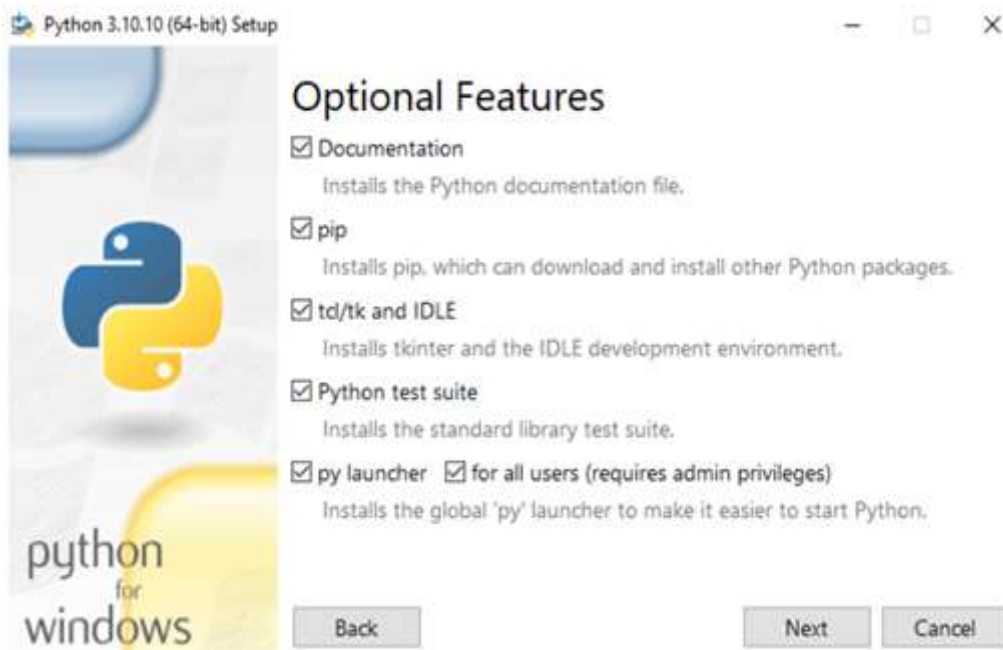 Python 3.10.10 (64-bit) Setup
Optional Features
Documentation
Installs the Python documentation file.
pip
Installs pip, which can download and install other Python packages.
tcl/tk and IDLE
Installs tkinter and the IDLE development environment.
Python test suite
Installs the standard library test suite.
py launcher for all users (requires admin privileges)
Installs the global 'py' launcher to make it easier to start Python.
python
for
windows
Back Next Cancel